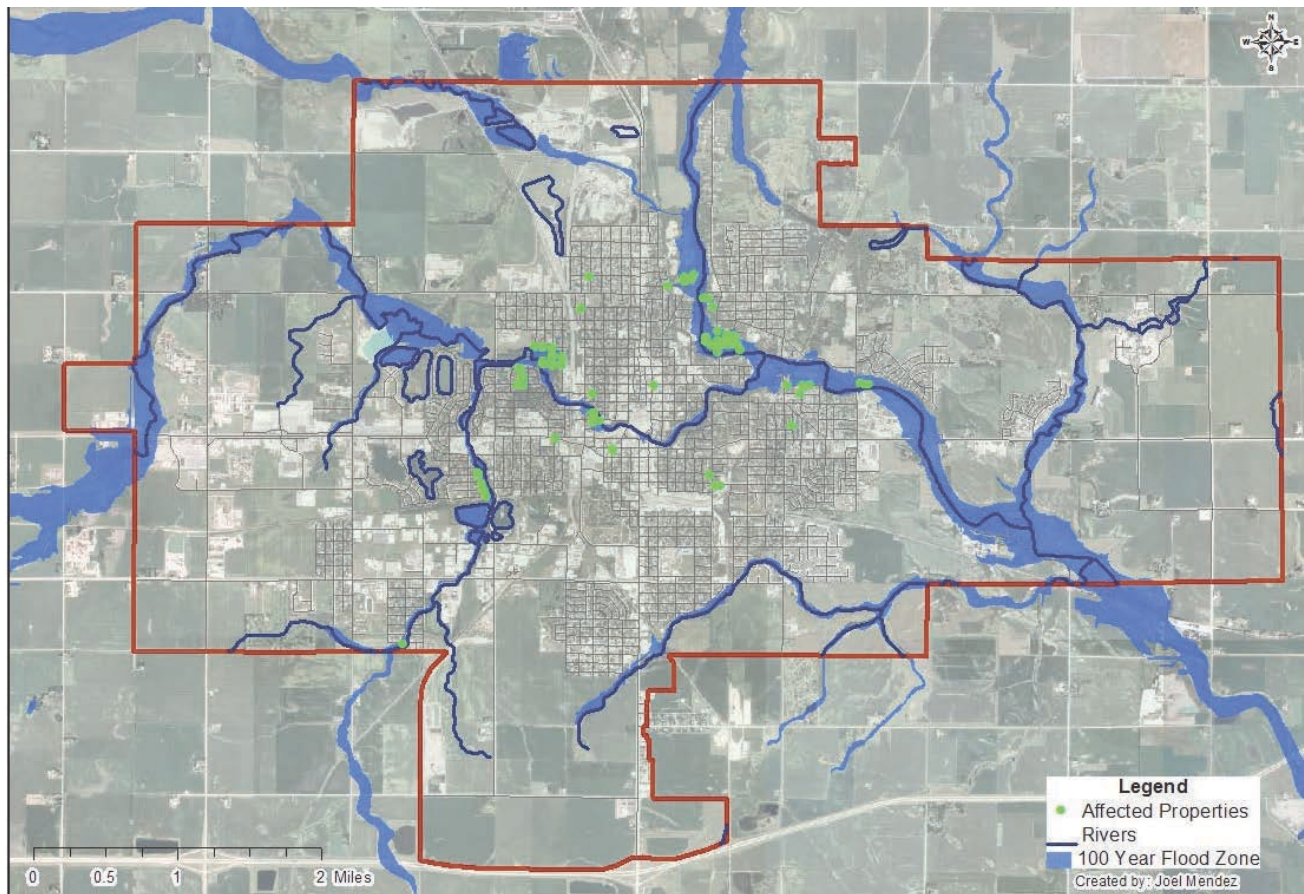 N
W E
S
Legend
Affected Properties
Rivers
100 Year Flood Zone
Created by: Joel Mendez
0 0.5 1 2 Miles